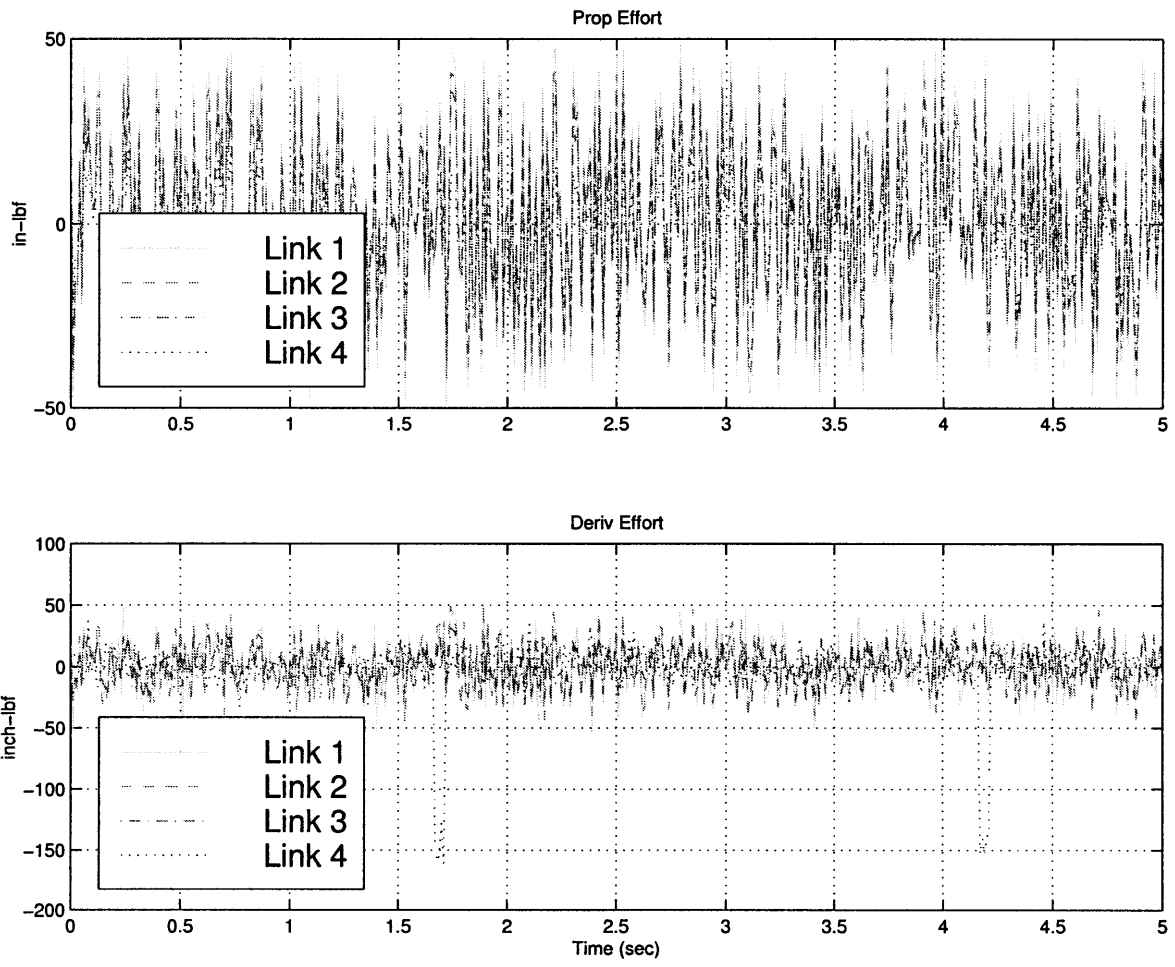 Prop Effort
50
0
−50
in−lbf
Link 1
Link 2
Link 3
Link 4
0 0.5 1 1.5 2 2.5 3 3.5 4 4.5 5
Deriv Effort
100
50
0
−50
−100
−150
−200
inch−lbf
Link 1
Link 2
Link 3
Link 4
0 0.5 1 1.5 2 2.5 3 3.5 4 4.5 5
Time (sec)